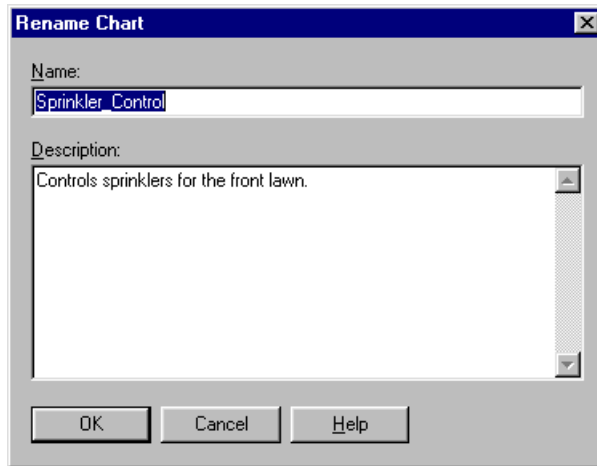 Rename Chart
Name:
Sprinkler_Control
Description:
Controls sprinklers for the front lawn.
OK Cancel Help